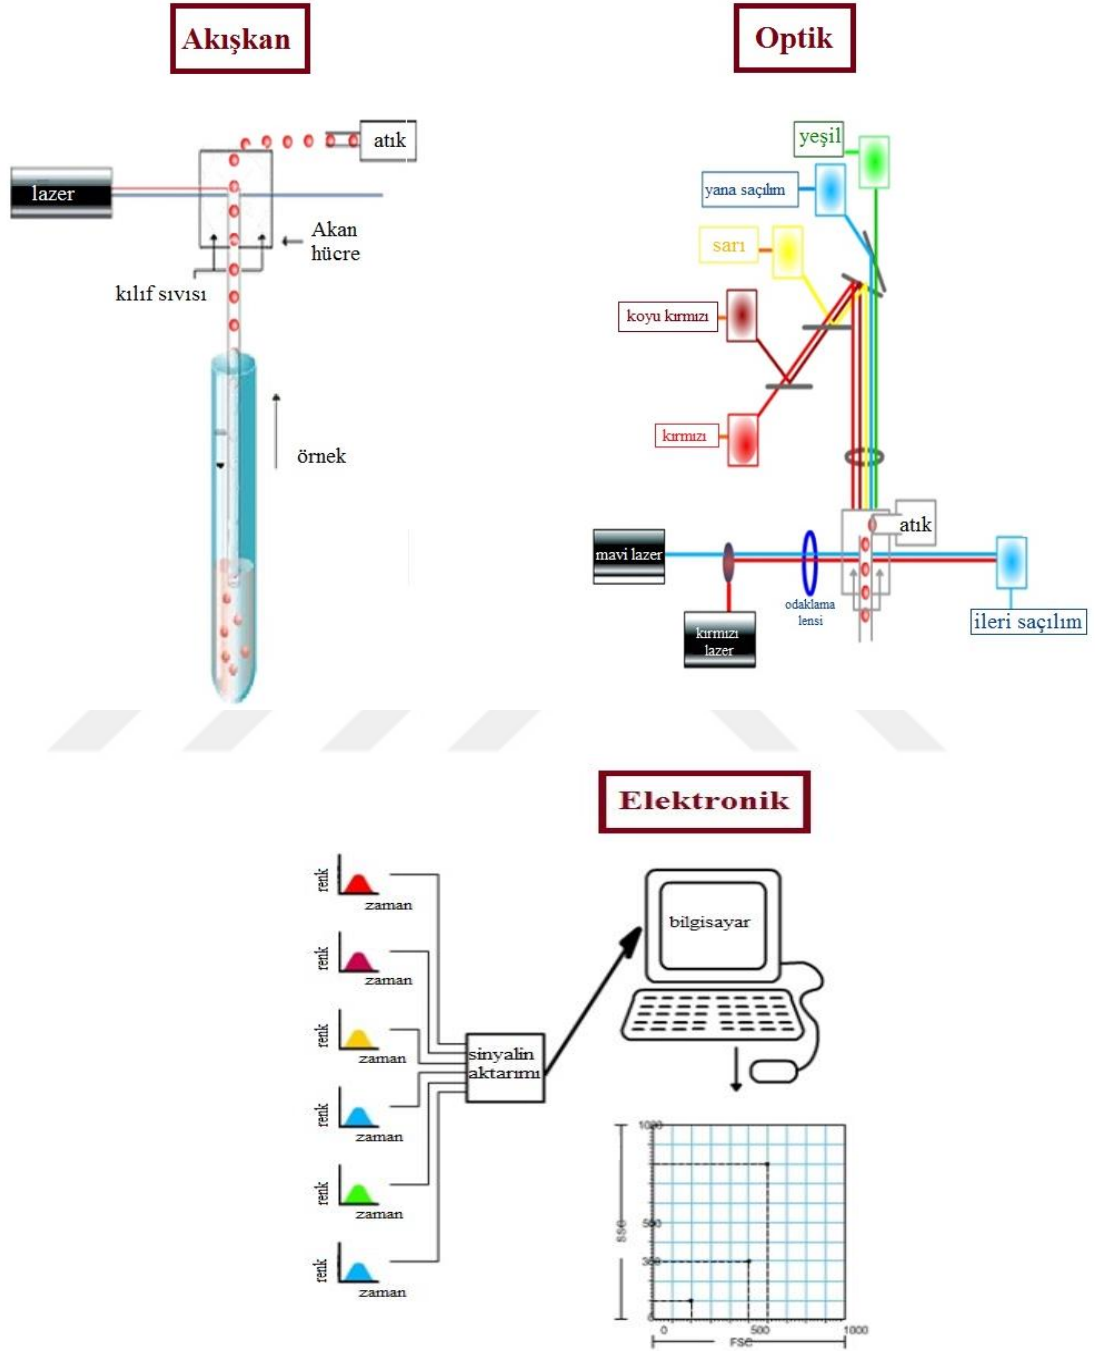 Akışkan
atık
lazer
Akan
hücre
kılıf sıvısı
örnek
Optik
yeşil
yana saçılım
sarı
koyu kırmızı
kırmızı
atık
mavi lazer
odaklama
lensi
kırmızı
lazer
ileri saçılım
Elektronik
renk
zaman
renk
zaman
renk
zaman
renk
zaman
renk
zaman
renk
zaman
sinyalin
aktarımı
bilgisayar
1000
500
300
0
SSC
0
500
1000
FSC